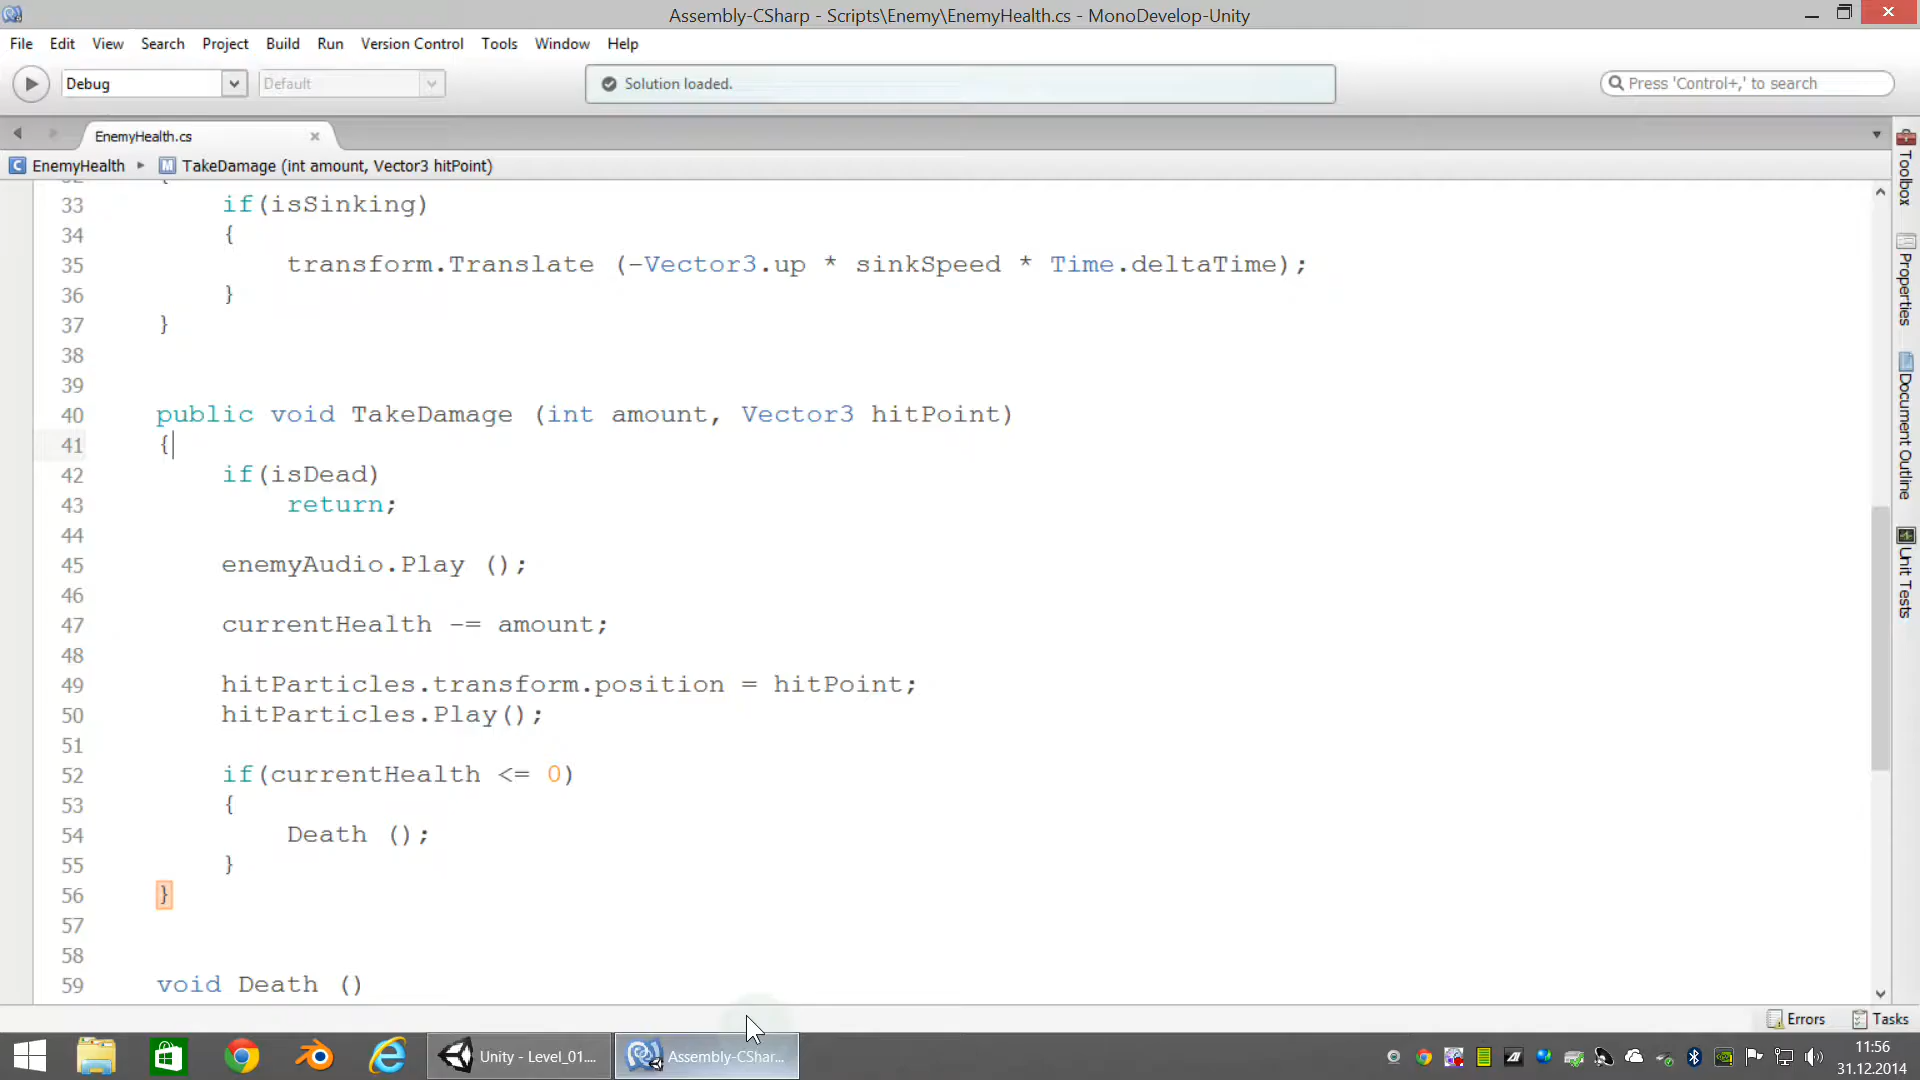 Assembly-CSharp - Scripts\Enemy\EnemyHealth.cs - MonoDevelop-Unity
File Edit View Search Project Build Run Version Control Tools Window Help
Debug Default Solution loaded. Press 'Control+,' to search
EnemyHealth.cs
EnemyHealth TakeDamage (int amount, Vector3 hitPoint)
33 if(isSinking)
34 {
35 transform.Translate (-Vector3.up * sinkSpeed * Time.deltaTime);
36 }
37 }
38
39
40 public void TakeDamage (int amount, Vector3 hitPoint)
41 {
42 if(isDead)
43 return;
44
45 enemyAudio.Play ();
46
47 currentHealth -= amount;
48
49 hitParticles.transform.position = hitPoint;
50 hitParticles.Play();
51
52 if(currentHealth <= 0)
53 {
54 Death ();
55 }
56 }
57
58
59 void Death ()
Toolbox
Properties
Document Outline
Unit Tests
Errors Tasks
Unity - Level_01.... Assembly-CShar...
11:56
31.12.2014